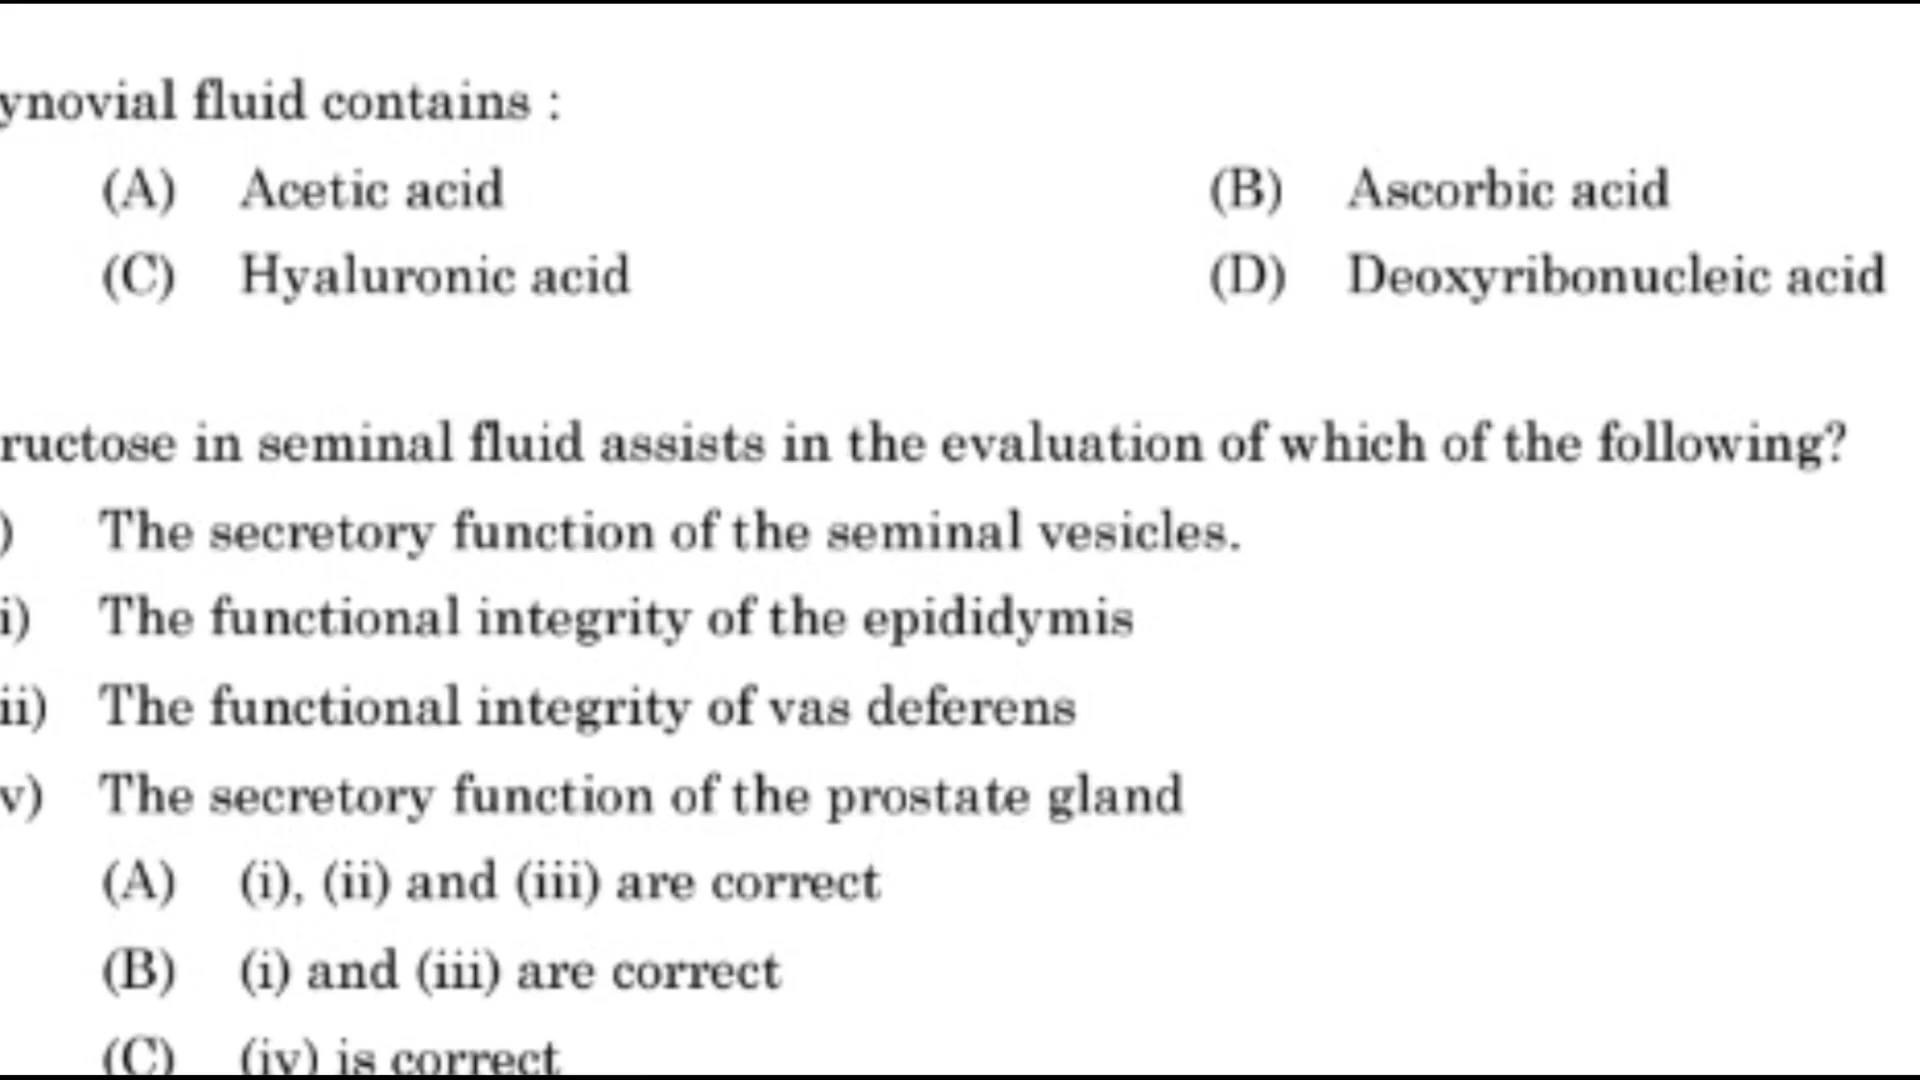 ynovial fluid contains :
(A) Acetic acid (B) Ascorbic acid
(C) Hyaluronic acid (D) Deoxyribonucleic acid
ructose in seminal fluid assists in the evaluation of which of the following?
) The secretory function of the seminal vesicles.
i) The functional integrity of the epididymis
ii) The functional integrity of vas deferens
v) The secretory function of the prostate gland
(A) (i), (ii) and (iii) are correct
(B) (i) and (iii) are correct
(C) (iv) is correct